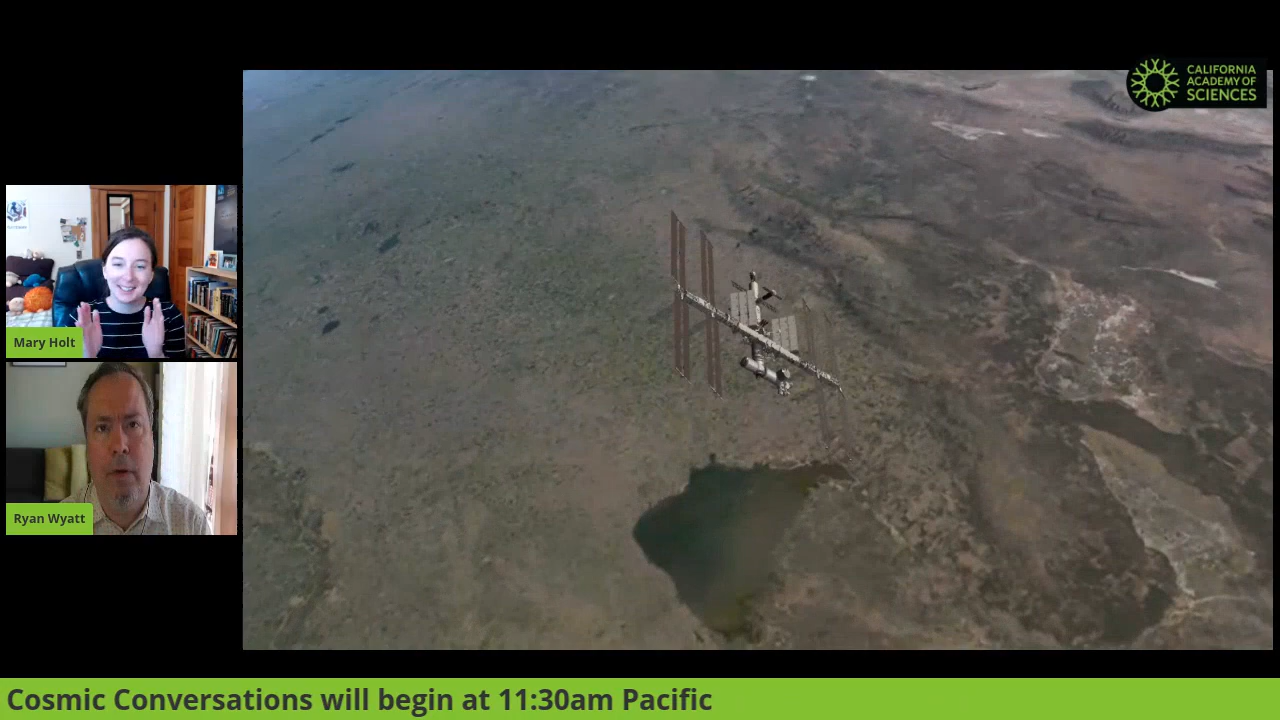 CALIFORNIA
ACADEMY OF
SCIENCES
Mary Holt
Ryan Wyatt
Cosmic Conversations will begin at 11:30am Pacific